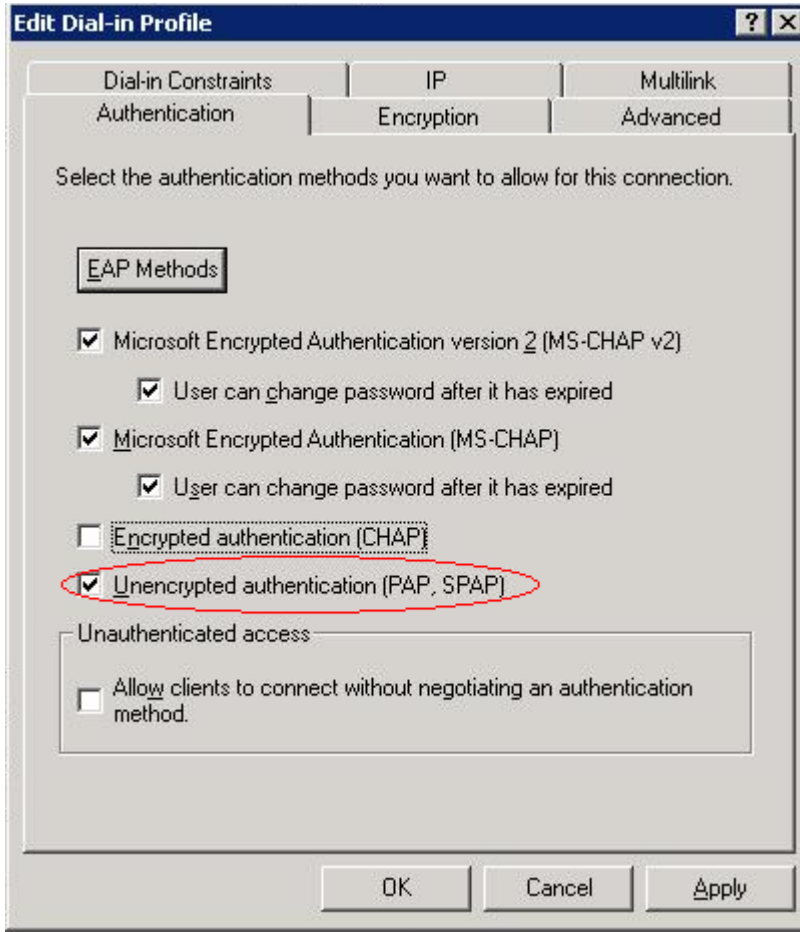 Edit Dial-in Profile
Dial-in Constraints IP Multilink
Authentication Encryption Advanced
Select the authentication methods you want to allow for this connection.
EAP Methods
Microsoft Encrypted Authentication version 2 (MS-CHAP v2)
User can change password after it has expired
Microsoft Encrypted Authentication (MS-CHAP)
User can change password after it has expired
Encrypted authentication (CHAP)
Unencrypted authentication (PAP, SPAP)
Unauthenticated access
Allow clients to connect without negotiating an authentication
method.
OK Cancel Apply